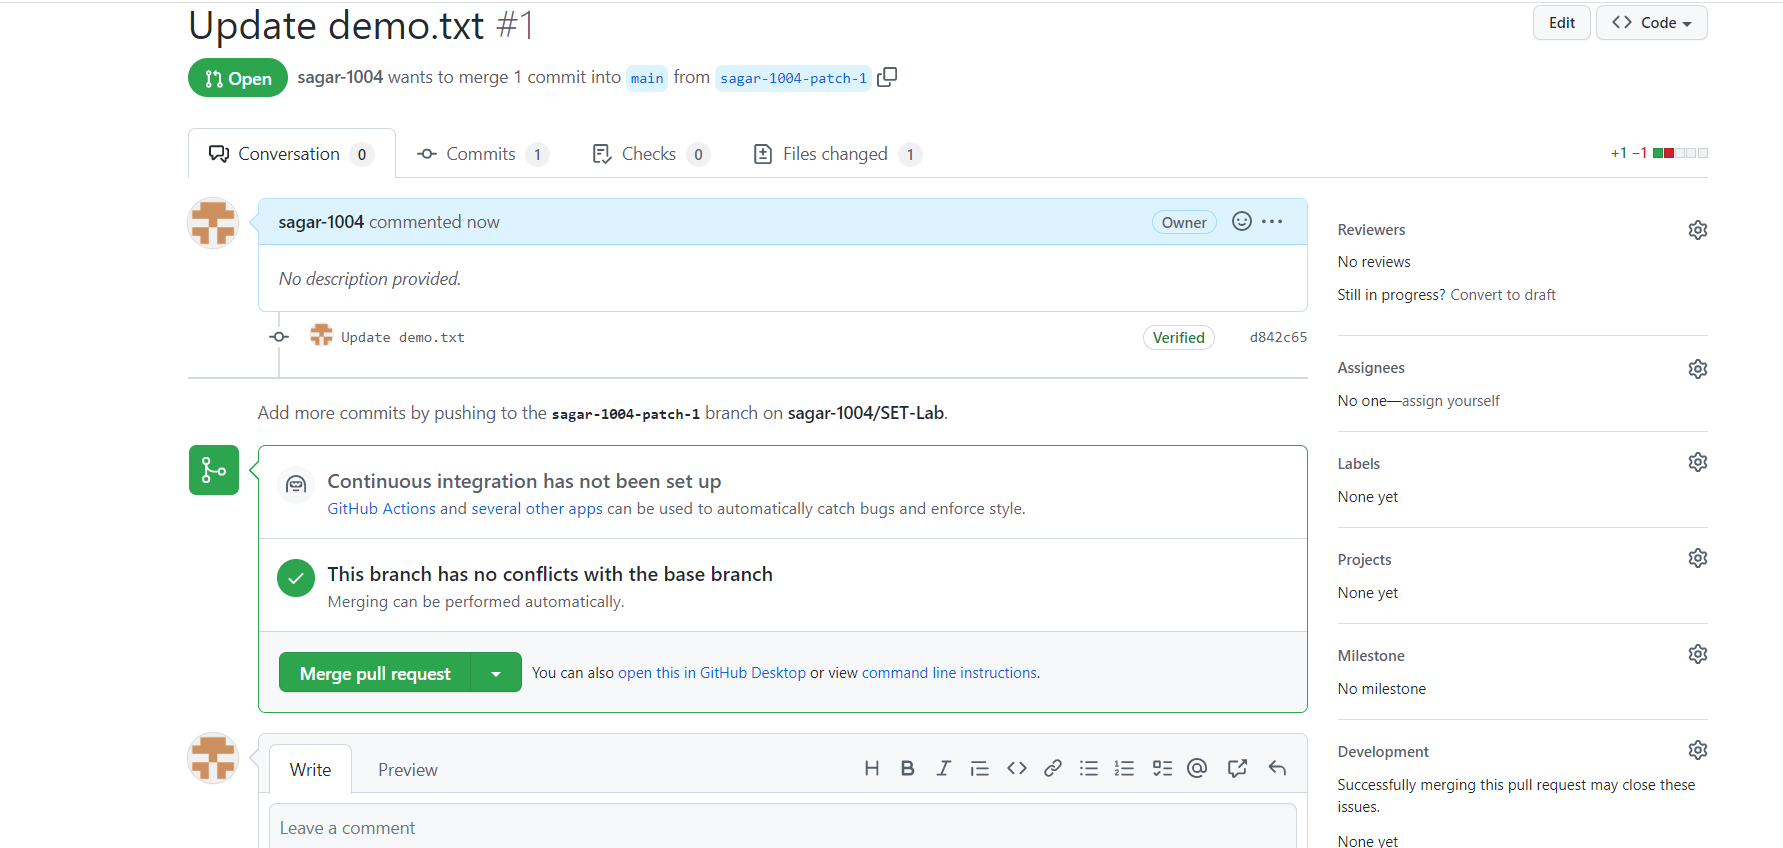 Update demo.txt #1
Edit
Code
Open
sagar-1004 wants to merge 1 commit into main from sagar-1004-patch-1
Conversation 0
Commits 1
Checks 0
Files changed 1
+1 −1
sagar-1004 commented now
Owner
No description provided.
Update demo.txt
Verified
d842c65
Add more commits by pushing to the sagar-1004-patch-1 branch on sagar-1004/SET-Lab.
Continuous integration has not been set up
GitHub Actions and several other apps can be used to automatically catch bugs and enforce style.
This branch has no conflicts with the base branch
Merging can be performed automatically.
Merge pull request
You can also open this in GitHub Desktop or view command line instructions.
Write
Preview
Leave a comment
Reviewers
No reviews
Still in progress? Convert to draft
Assignees
No one—assign yourself
Labels
None yet
Projects
None yet
Milestone
No milestone
Development
Successfully merging this pull request may close these
issues.
None yet